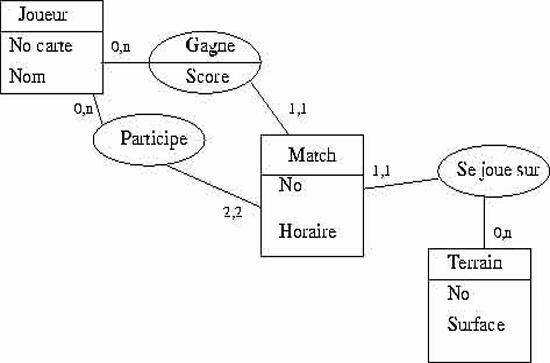 Joueur
No carte
Nom
0,n
Gagne
Score
0,n
Participe
1,1
Match
No
Horaire
2,2
1,1
Se joue sur
0,n
Terrain
No
Surface